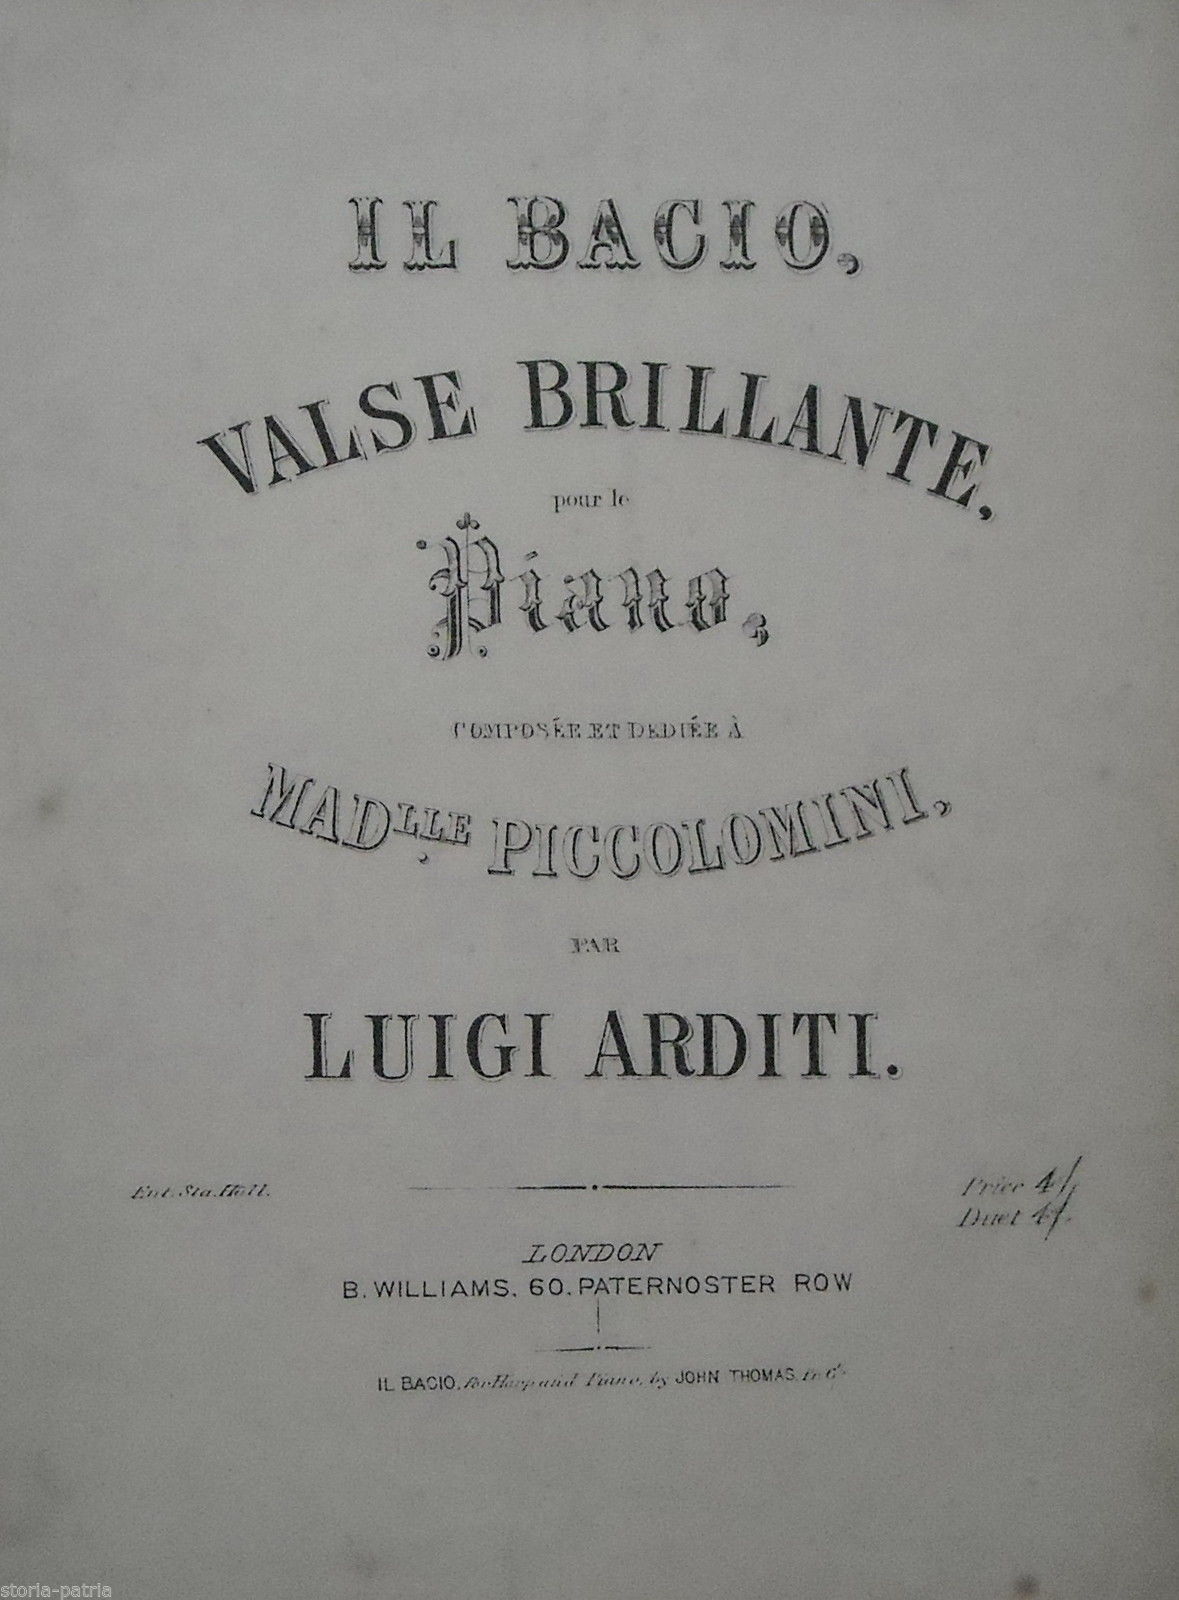 IL BACIO,
VALSE BRILLANTE,
pour le
Piano,
COMPOSÉE ET DEDIÉE À
MADLLE PICCOLOMINI,
PAR
LUIGI ARDITI.
Ent. Sta. Hall.
Price 4/.
Duet 4/.
LONDON
B. WILLIAMS. 60. PATERNOSTER ROW
IL BACIO, for Harp and Piano, by JOHN THOMAS.
storia-patria